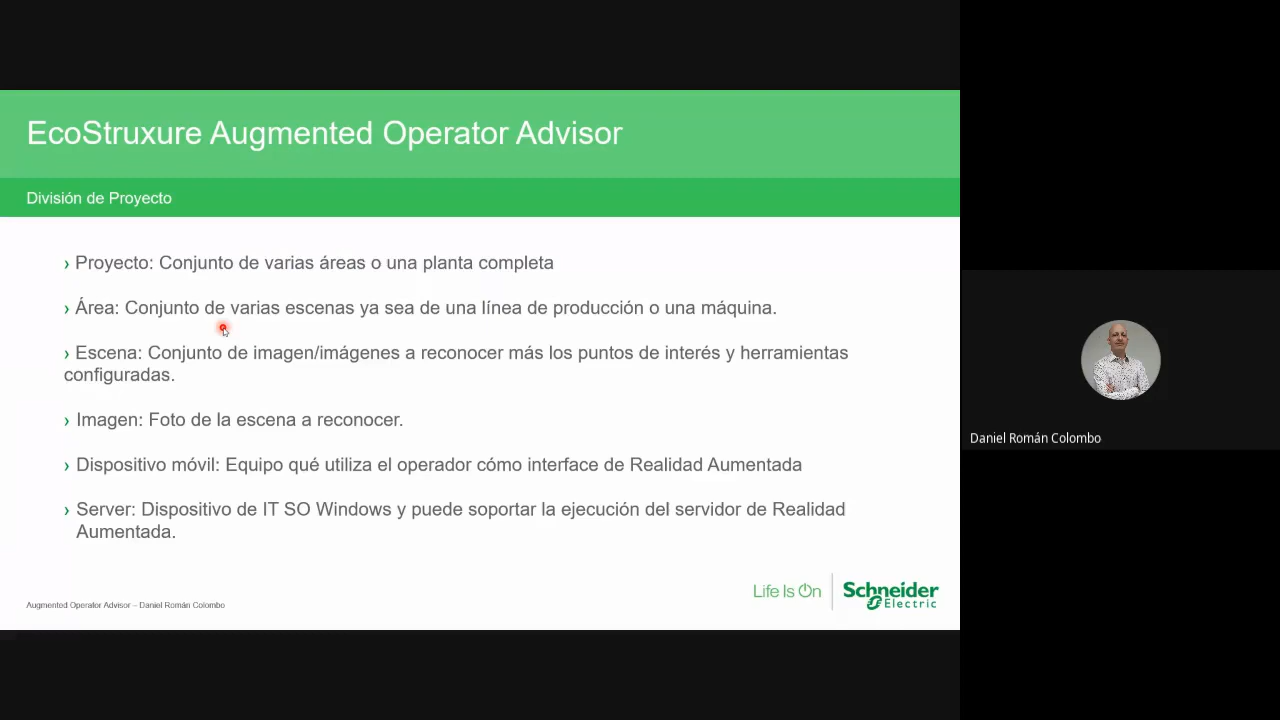 EcoStruxure Augmented Operator Advisor
División de Proyecto
› Proyecto: Conjunto de varias áreas o una planta completa
› Área: Conjunto de varias escenas ya sea de una línea de producción o una máquina.
› Escena: Conjunto de imagen/imágenes a reconocer más los puntos de interés y herramientas
configuradas.
› Imagen: Foto de la escena a reconocer.
› Dispositivo móvil: Equipo qué utiliza el operador cómo interface de Realidad Aumentada
› Server: Dispositivo de IT SO Windows y puede soportar la ejecución del servidor de Realidad
Aumentada.
Augmented Operator Advisor – Daniel Román Colombo
Life Is On
Schneider
Electric
Daniel Román Colombo